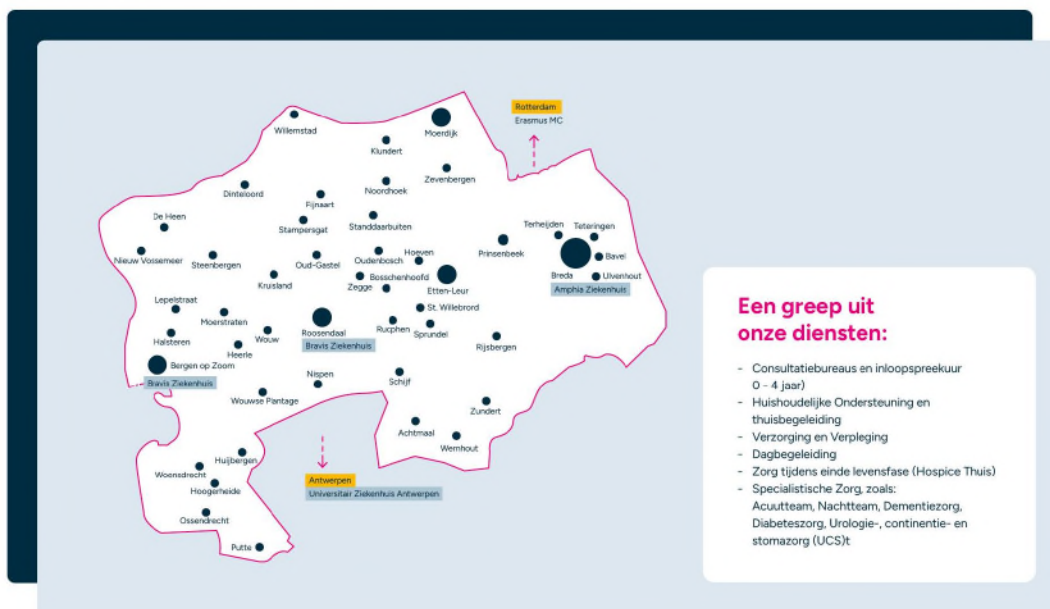 Rotterdam
Erasmus MC
Willemstad
Moerdijk
Klundert
Zevenbergen
Noordhoek
Dinteloord
Fijnaart
De Heen
Stampersgat
Standdaarbuiten
Terheijden
Teteringen
Nieuw Vossemeer
Steenbergen
Oud-Gastel
Oudenbosch
Hoeven
Prinsenbeek
Bavel
Kruisland
Zegge
Bosschenhoofd
Etten-Leur
Breda
Ulvenhout
Amphia Ziekenhuis
Lepelstraat
Moerstraten
St. Willebrord
Halsteren
Wouw
Roosendaal
Rucphen
Sprundel
Bravis Ziekenhuis
Heerle
Rijsbergen
Bergen op Zoom
Bravis Ziekenhuis
Nispen
Schijf
Wouwse Plantage
Zundert
Achtmaal
Wernhout
Huijbergen
Woensdrecht
Hoogerheide
Antwerpen
Universitair Ziekenhuis Antwerpen
Ossendrecht
Putte
Een greep uit
onze diensten:
- Consultatiebureaus en inloopspreekuur
0 - 4 jaar)
- Huishoudelijke Ondersteuning en
thuisbegeleiding
- Verzorging en Verpleging
- Dagbegeleiding
- Zorg tijdens einde levensfase (Hospice Thuis)
- Specialistische Zorg, zoals:
Acuutteam, Nachtteam, Dementiezorg,
Diabeteszorg, Urologie-, continentie- en
stomazorg (UCS)t